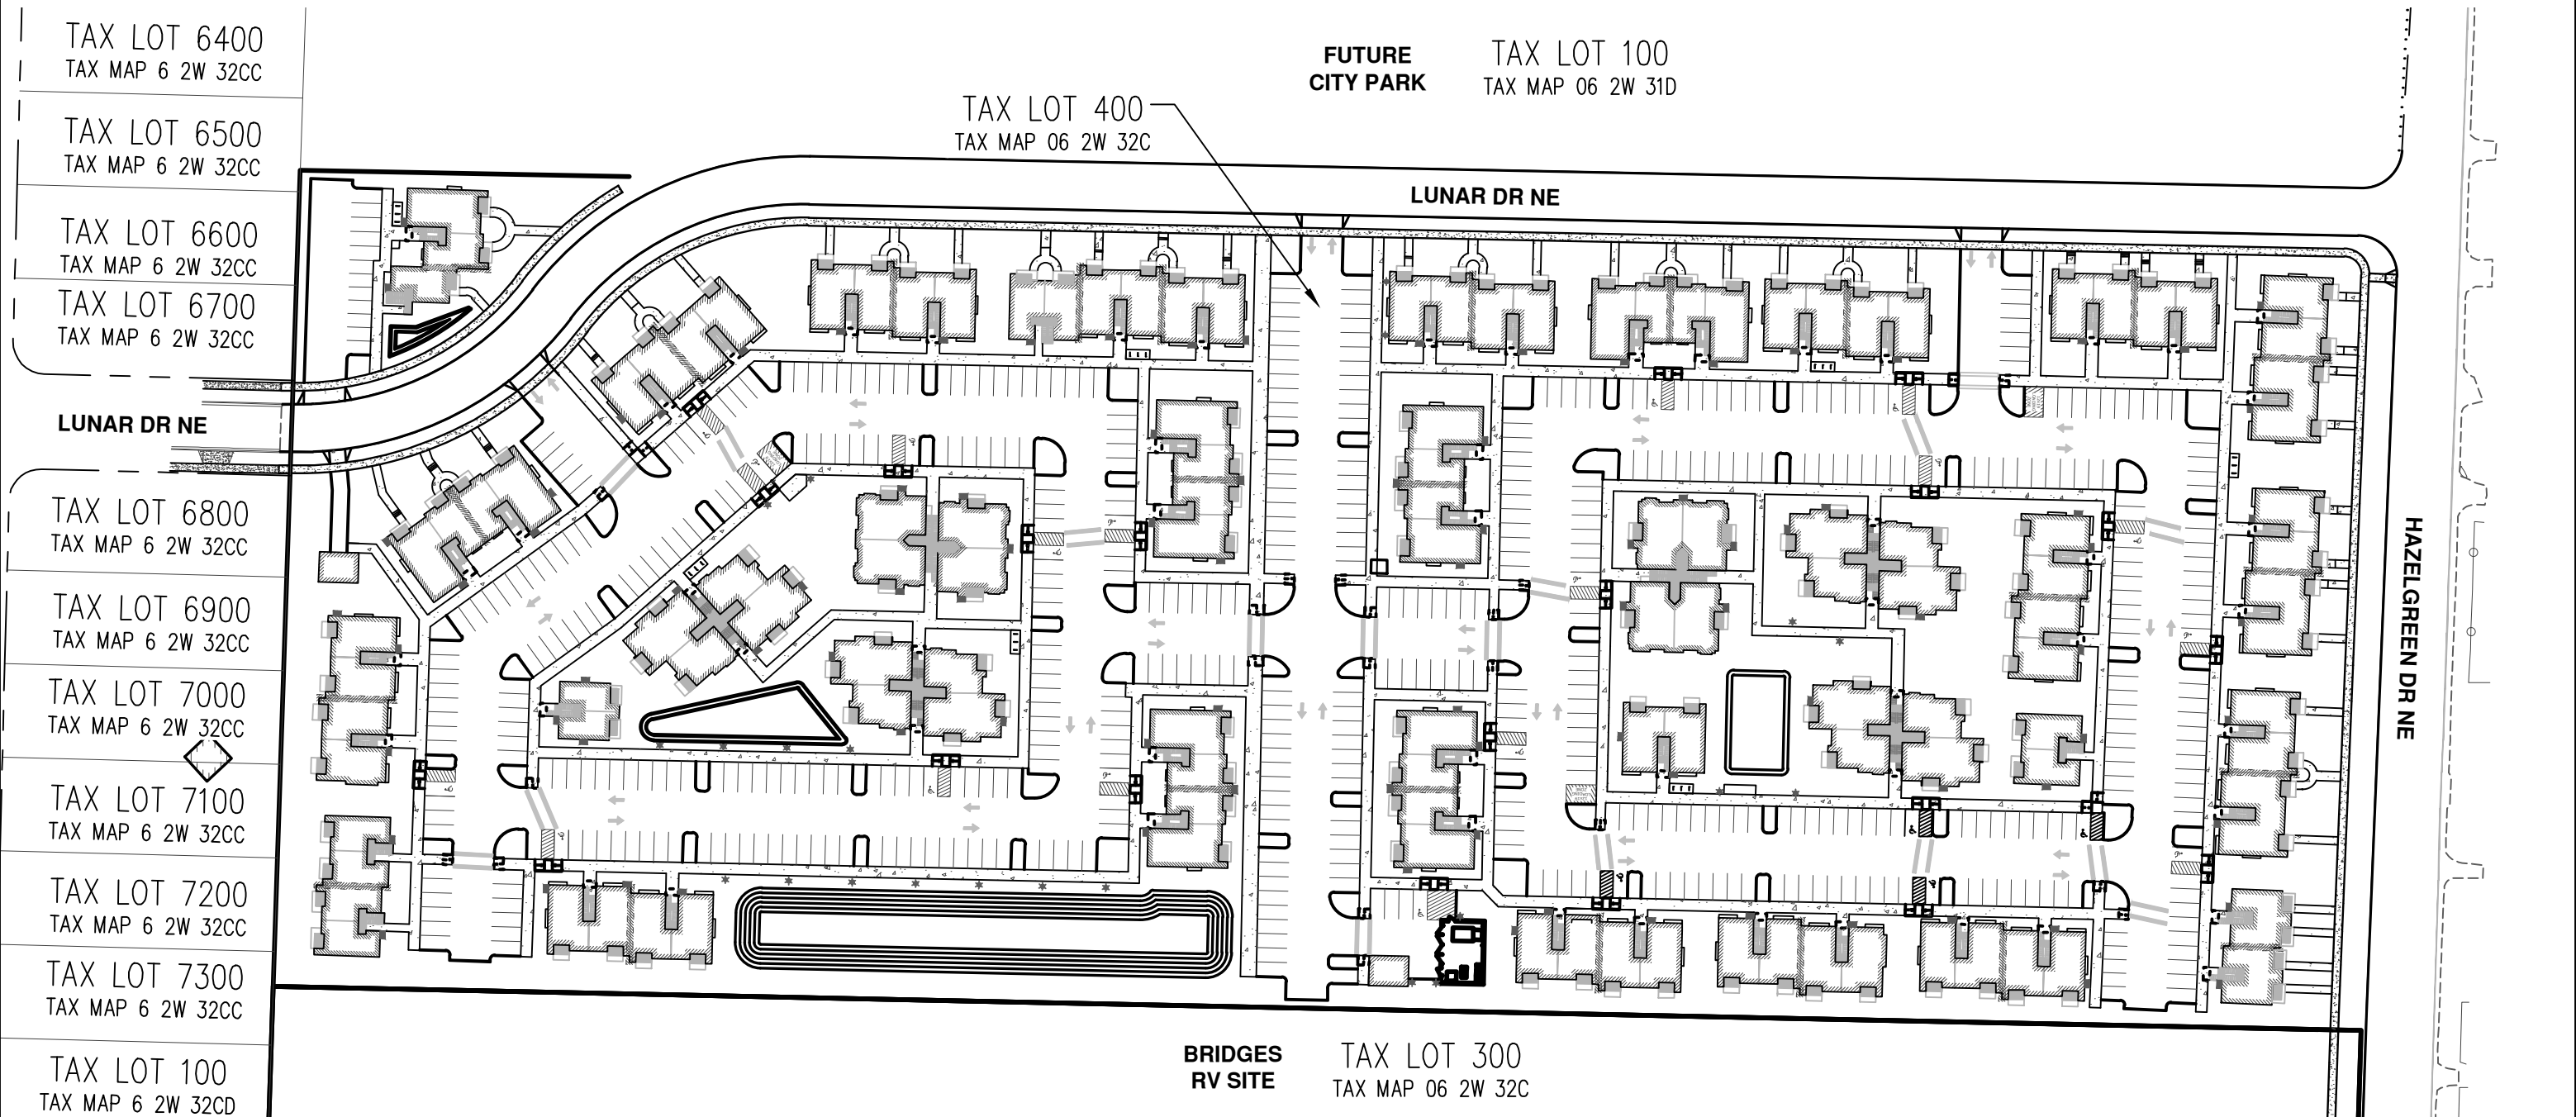 TAX LOT 6400
TAX MAP 6 2W 32CC
TAX LOT 6500
TAX MAP 6 2W 32CC
TAX LOT 6600
TAX MAP 6 2W 32CC
TAX LOT 6700
TAX MAP 6 2W 32CC
LUNAR DR NE
TAX LOT 6800
TAX MAP 6 2W 32CC
TAX LOT 6900
TAX MAP 6 2W 32CC
TAX LOT 7000
TAX MAP 6 2W 32CC
TAX LOT 7100
TAX MAP 6 2W 32CC
TAX LOT 7200
TAX MAP 6 2W 32CC
TAX LOT 7300
TAX MAP 6 2W 32CC
TAX LOT 100
TAX MAP 6 2W 32CD
TAX LOT 400
TAX MAP 06 2W 32C
FUTURE
CITY PARK
TAX LOT 100
TAX MAP 06 2W 31D
LUNAR DR NE
HAZELGREEN DR NE
BRIDGES
RV SITE
TAX LOT 300
TAX MAP 06 2W 32C